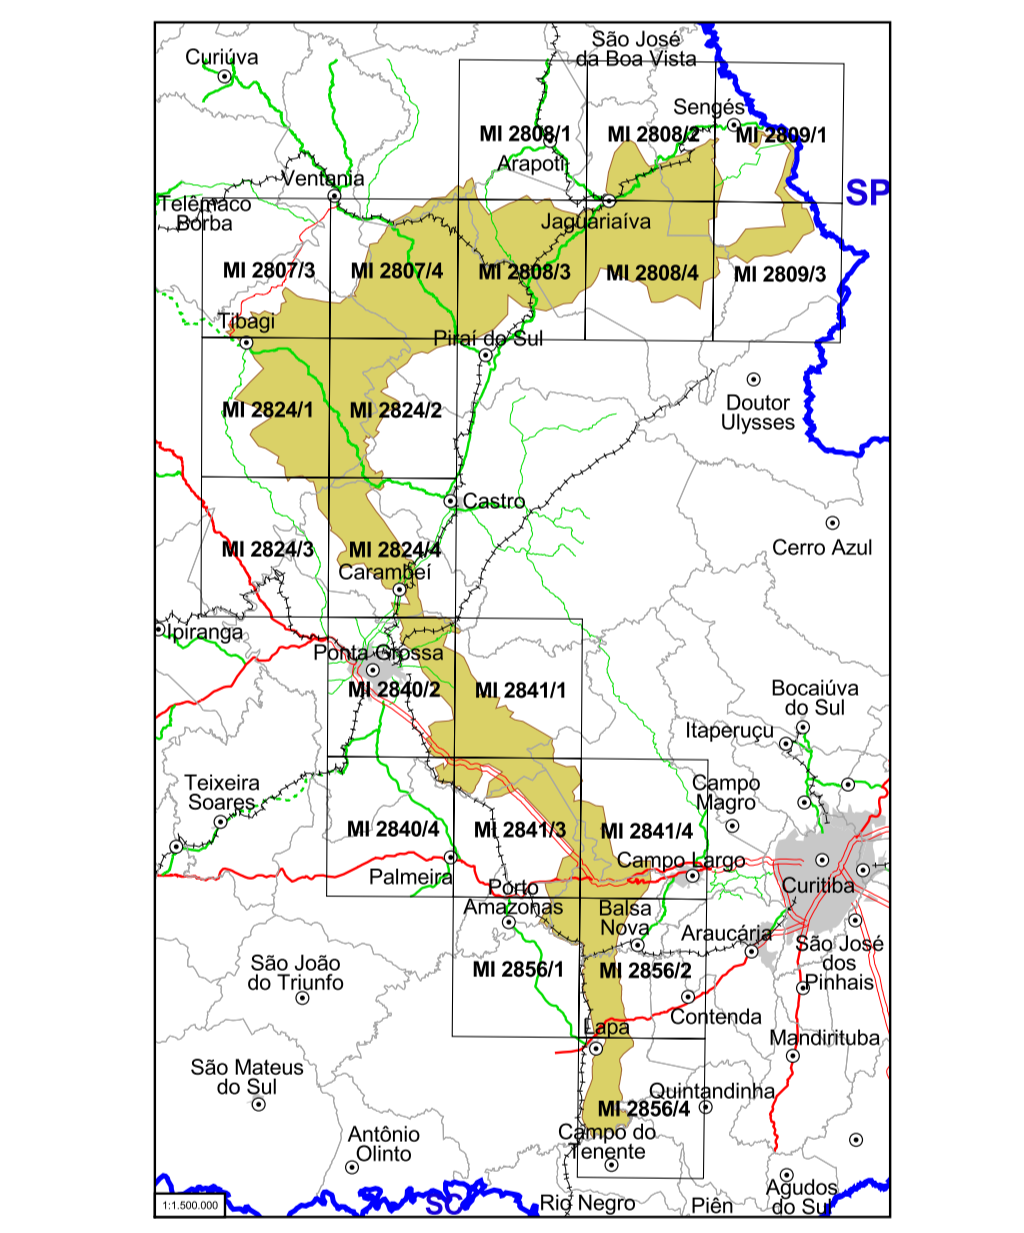 São José
da Boa Vista
Curiúva
Sengés
MI 2808/1
MI 2808/2
MI 2809/1
Arapoti
Ventania
SP
Telêmaco
Borba
Jaguariaíva
MI 2807/3
MI 2807/4
MI 2808/3
MI 2808/4
MI 2809/3
Tibagi
Piraí do Sul
Doutor
Ulysses
MI 2824/1
MI 2824/2
Castro
Cerro Azul
MI 2824/3
MI 2824/4
Carambeí
Ipiranga
Ponta Grossa
MI 2840/2
MI 2841/1
Bocaiúva
do Sul
Itaperuçu
Teixeira
Soares
Campo
Magro
MI 2840/4
MI 2841/3
MI 2841/4
Campo Largo
Palmeira
Curitiba
Porto
Amazonas
Balsa
Nova
Araucária
São José
dos
Pinhais
São João
do Triunfo
MI 2856/1
MI 2856/2
Contenda
Lapa
Mandirituba
São Mateus
do Sul
Quintandinha
MI 2856/4
Campo do
Tenente
Antônio
Olinto
Agudos
do Sul
Rio Negro
Piên
SC
1:1.500.000